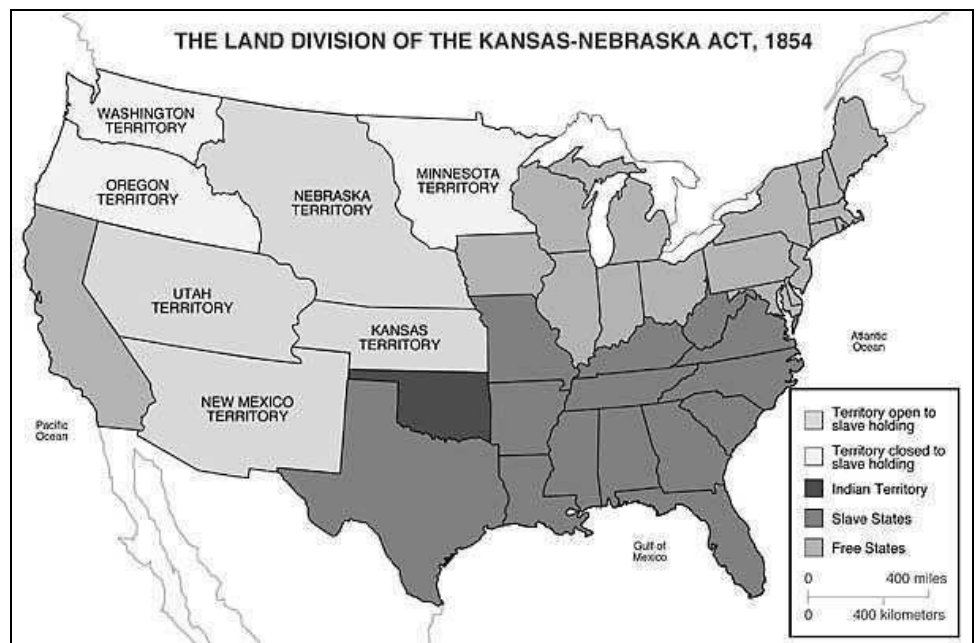 THE LAND DIVISION OF THE KANSAS-NEBRASKA ACT, 1854
WASHINGTON
TERRITORY
OREGON
TERRITORY
NEBRASKA
TERRITORY
MINNESOTA
TERRITORY
UTAH
TERRITORY
KANSAS
TERRITORY
NEW MEXICO
TERRITORY
Pacific
Ocean
Atlantic
Ocean
Gulf of
Mexico
Territory open to
slave holding
Territory closed to
slave holding
Indian Territory
Slave States
Free States
0 400 miles
0 400 kilometers